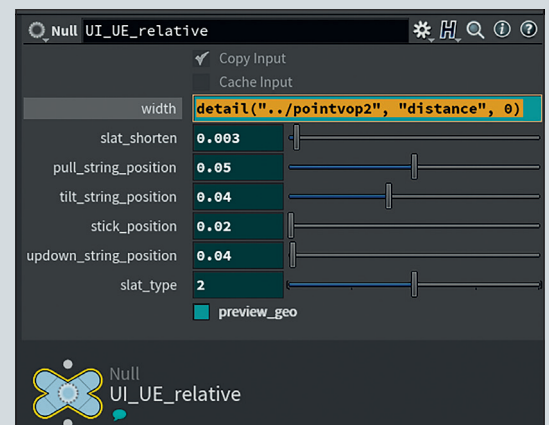 Null UI_UE_relative
Copy Input
Cache Input
width detail("../pointvop2", "distance", 0)
slat_shorten 0.003
pull_string_position 0.05
tilt_string_position 0.04
stick_position 0.02
updown_string_position 0.04
slat_type 2
preview_geo
Null
UI_UE_relative